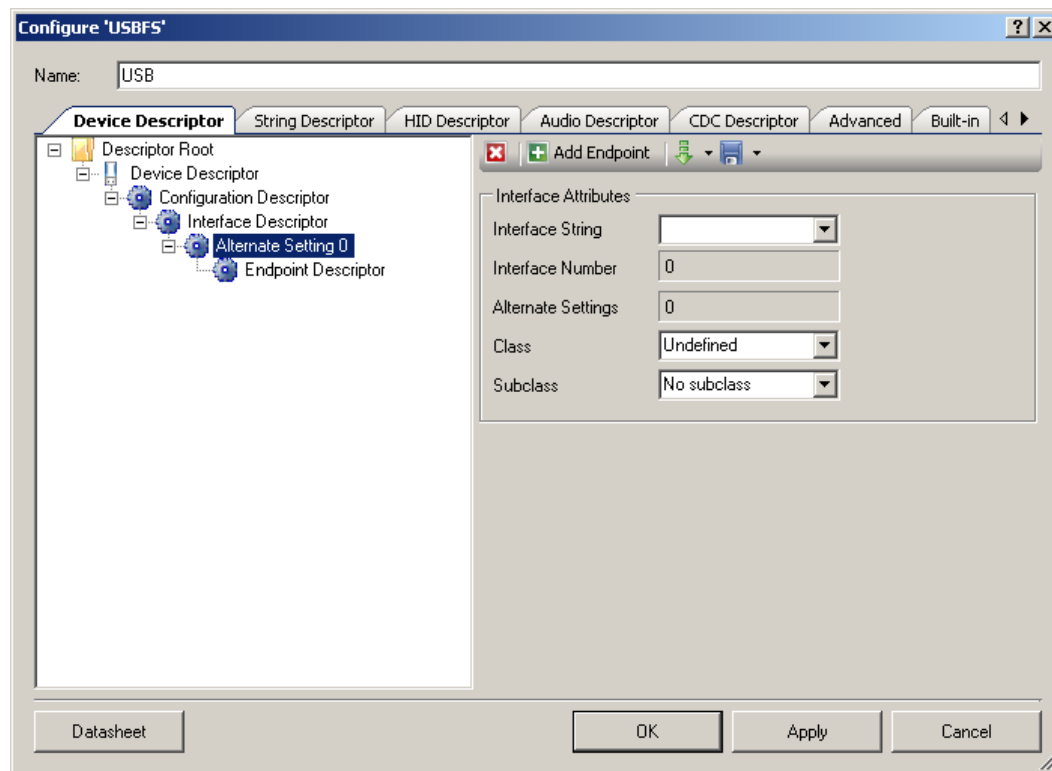 Configure 'USBFS'
Name: USB
Device Descriptor String Descriptor HID Descriptor Audio Descriptor CDC Descriptor Advanced Built-in
Descriptor Root
Device Descriptor
Configuration Descriptor
Interface Descriptor
Alternate Setting 0
Endpoint Descriptor
Add Endpoint
Interface Attributes
Interface String
Interface Number 0
Alternate Settings 0
Class Undefined
Subclass No subclass
Datasheet OK Apply Cancel